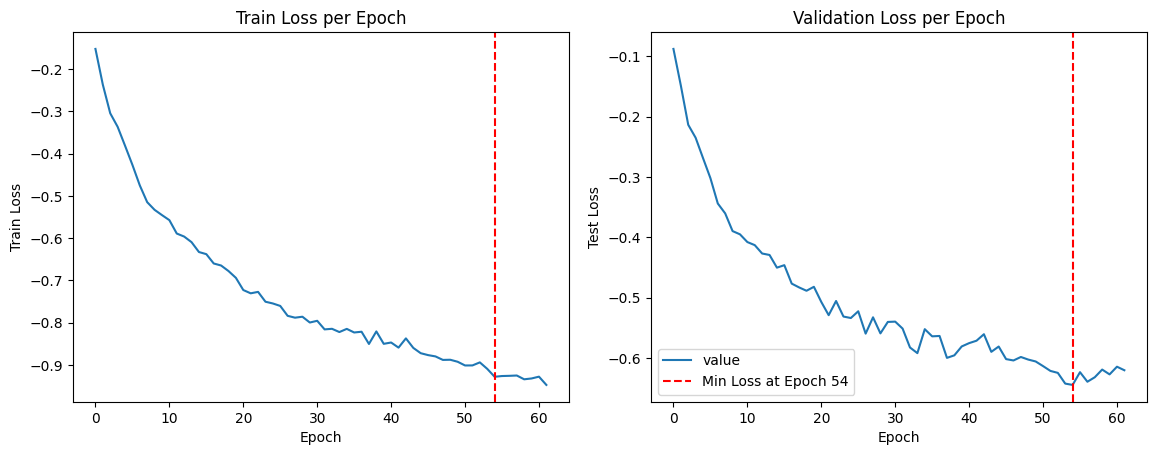 Train Loss per Epoch
Train Loss
−0.2
−0.3
−0.4
−0.5
−0.6
−0.7
−0.8
−0.9
0 10 20 30 40 50 60
Epoch
Validation Loss per Epoch
Test Loss
−0.1
−0.2
−0.3
−0.4
−0.5
−0.6
value
Min Loss at Epoch 54
0 10 20 30 40 50 60
Epoch